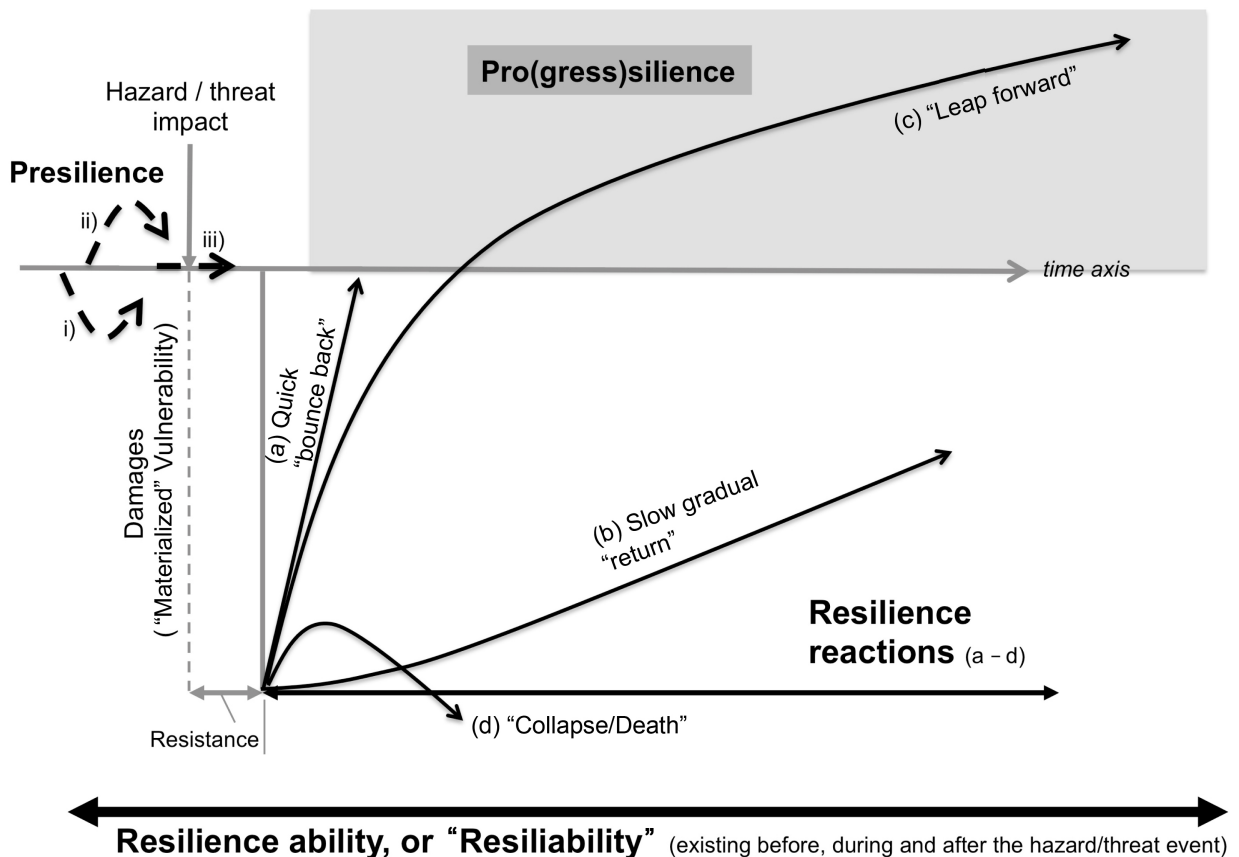 Pro(gress)silience
Hazard / threat
impact
(c) “Leap forward”
Presilience
ii)
iii)
time axis
i)
(a) Quick
“bounce back”
Damages
( “Materialized” Vulnerability)
(b) Slow gradual
“return”
Resilience
reactions (a – d)
(d) “Collapse/Death”
Resistance
Resilience ability, or “Resiliability” (existing before, during and after the hazard/threat event)